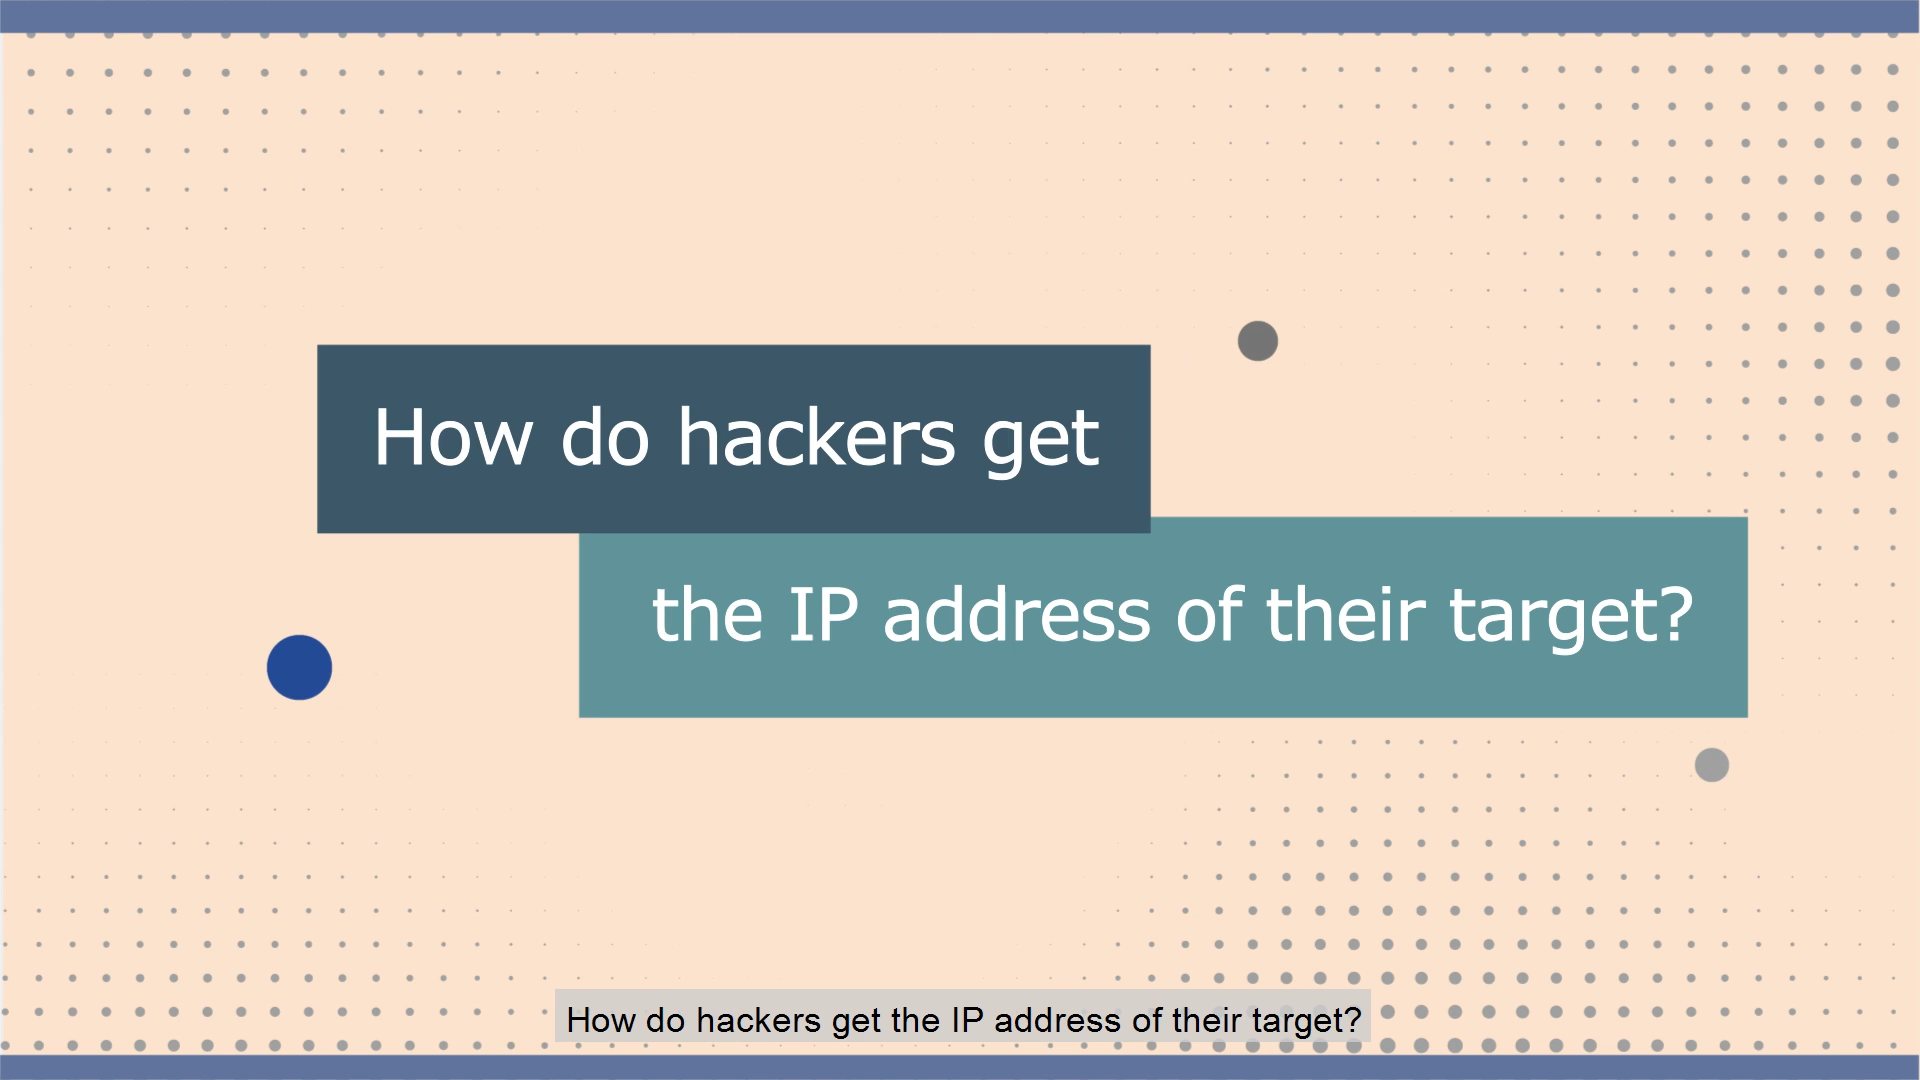 How do hackers get
the IP address of their target?
How do hackers get the IP address of their target?